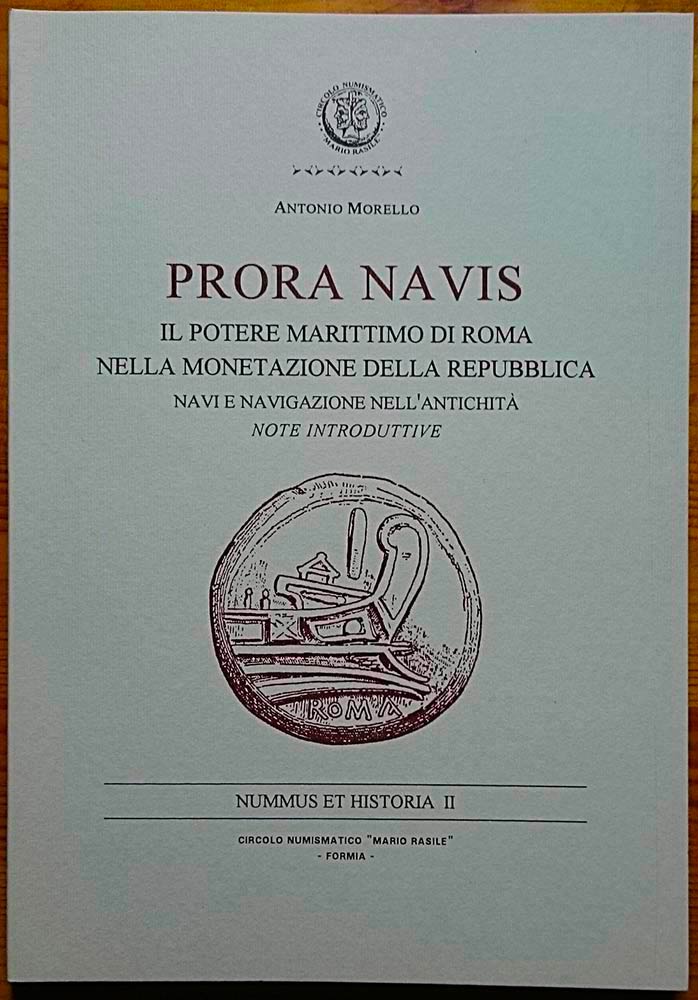 CIRCOLO NUMISMATICO
"MARIO RASILE"
ANTONIO MORELLO
PRORA NAVIS
IL POTERE MARITTIMO DI ROMA
NELLA MONETAZIONE DELLA REPUBBLICA
NAVI E NAVIGAZIONE NELL'ANTICHITÀ
NOTE INTRODUTTIVE
ROMA
NUMMUS ET HISTORIA II
CIRCOLO NUMISMATICO "MARIO RASILE"
- FORMIA -